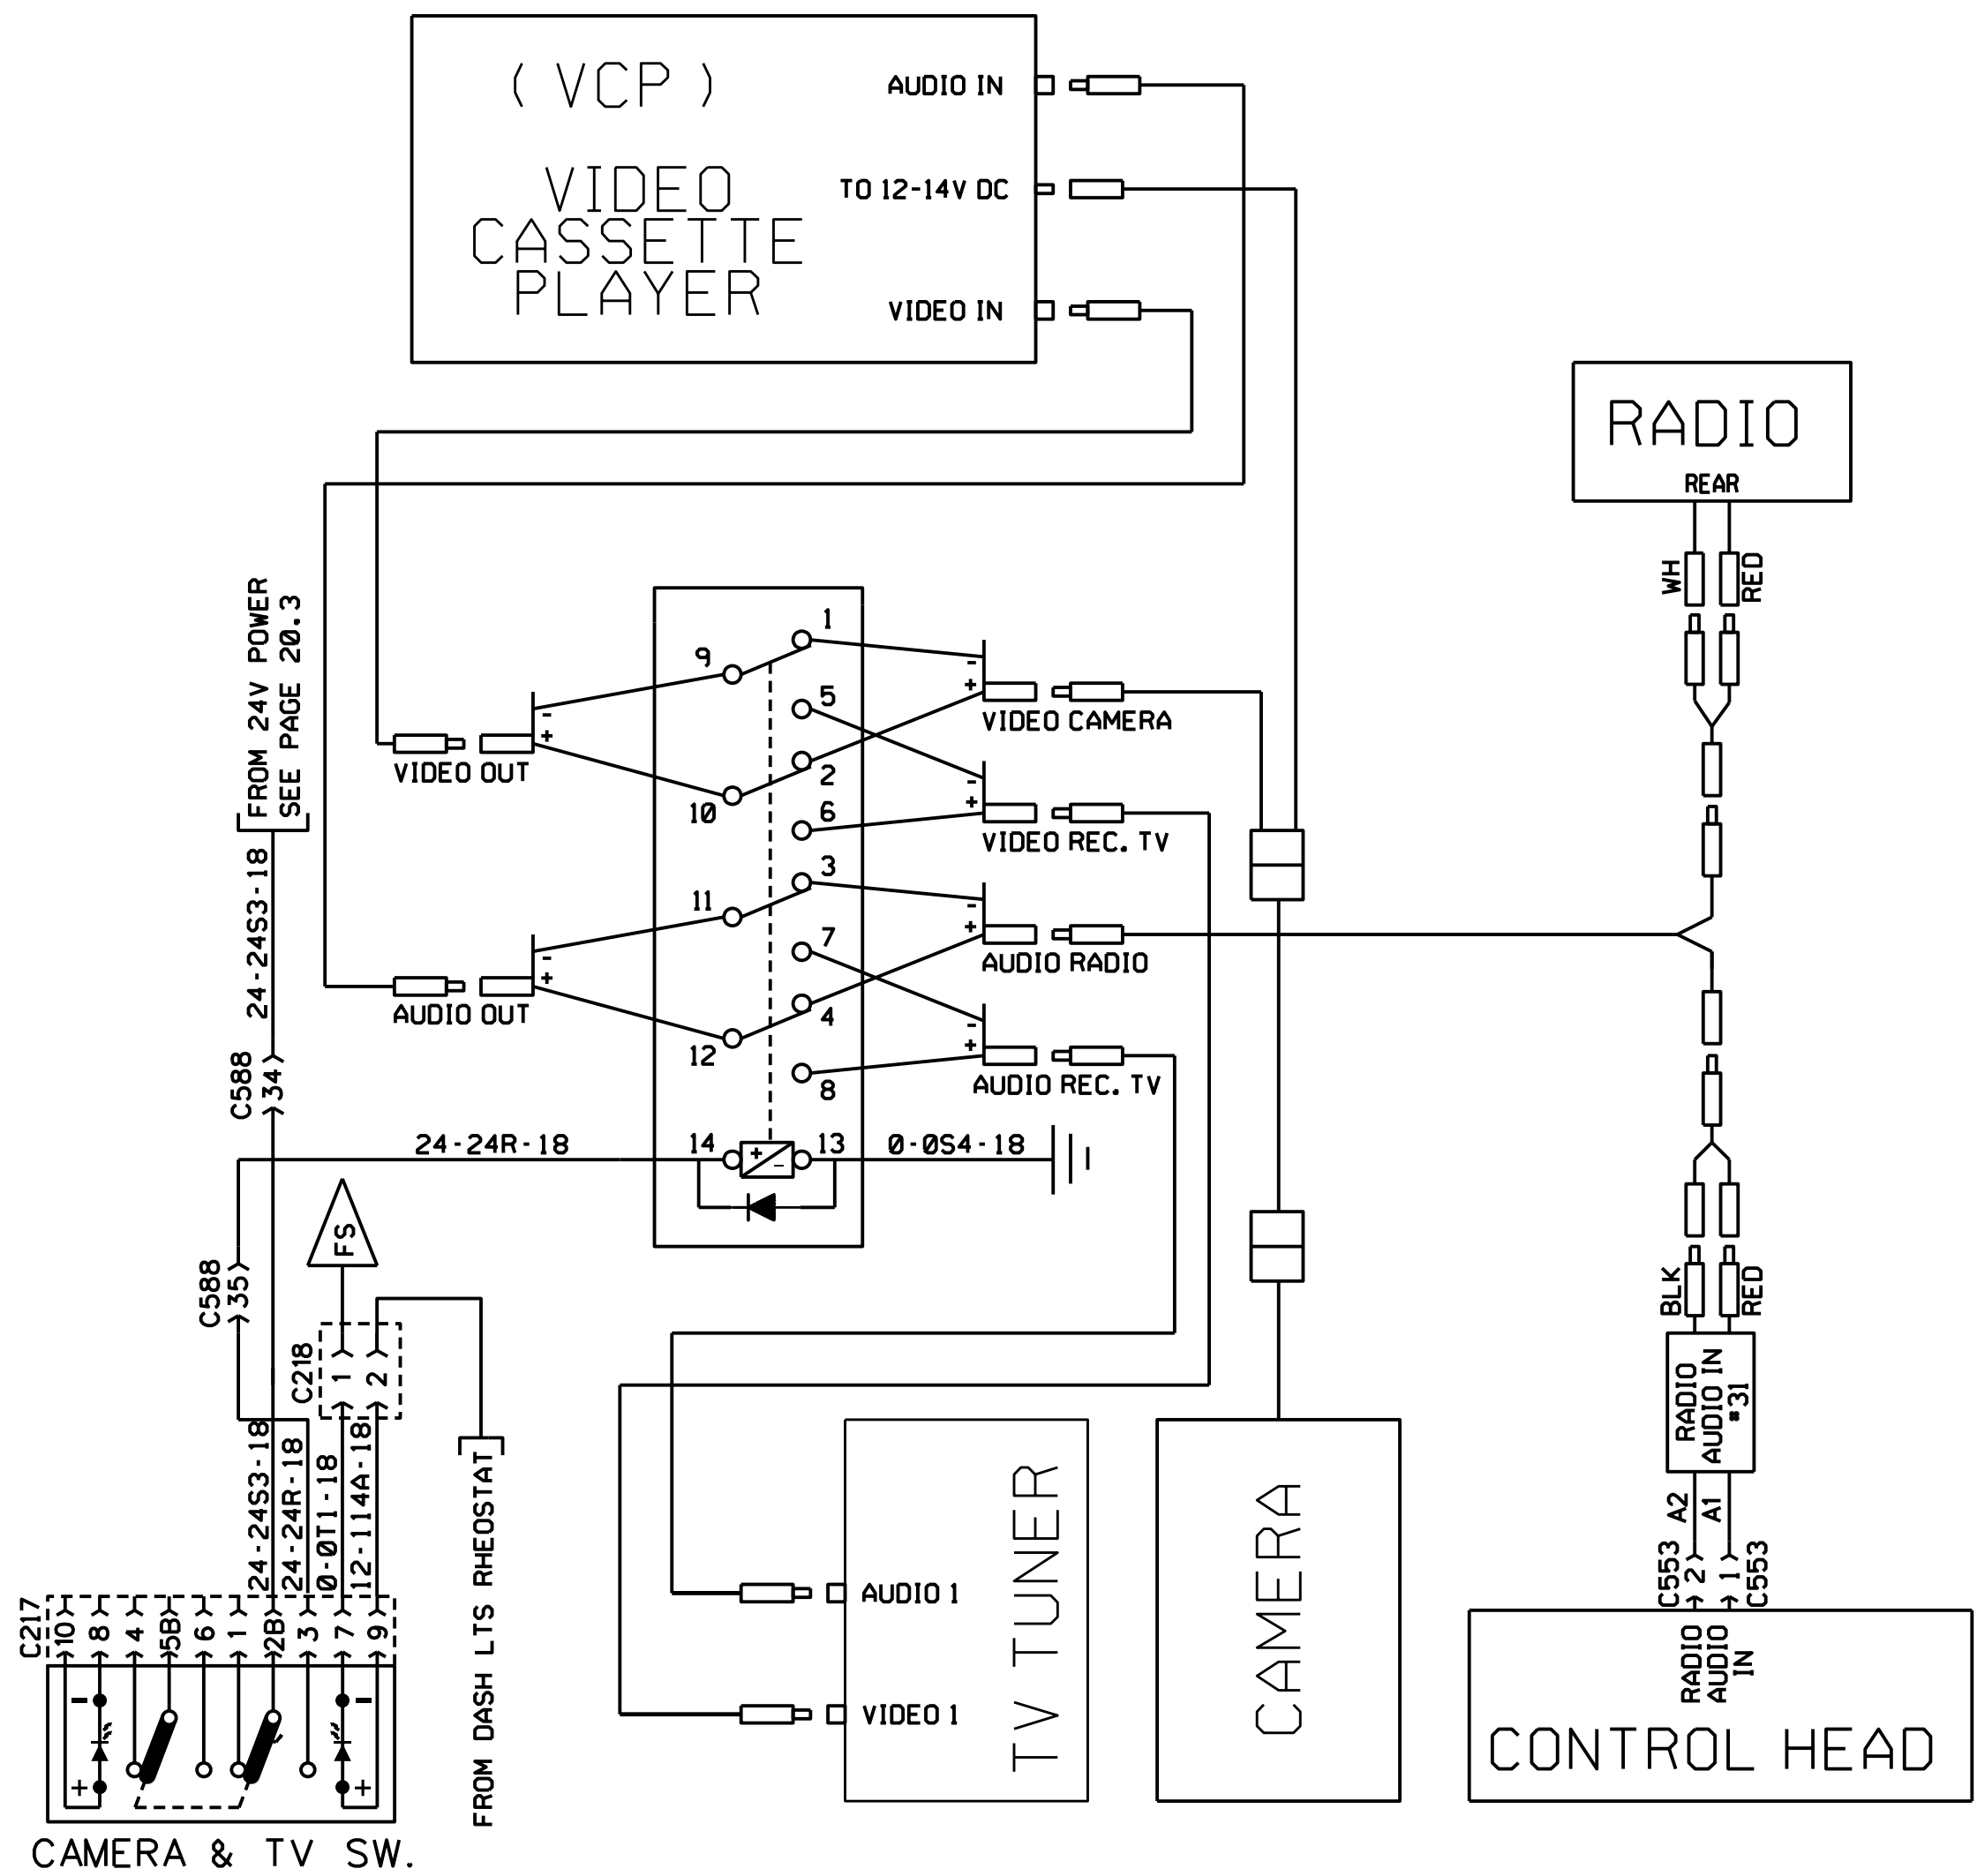 ( VCP )
AUDIO IN
VIDEO
CASSETTE
PLAYER
TO 12-14V DC
VIDEO IN
RADIO
REAR
WH
RED
FROM 24V POWER
SEE PAGE 20.3
24-24S3-18
C588
34
VIDEO OUT
AUDIO OUT
9
1
5
10
2
6
11
3
7
12
4
8
-
+
-
+
-
+
VIDEO CAMERA
-
+
VIDEO REC. TV
-
+
AUDIO RADIO
-
+
AUDIO REC. TV
24-24R-18
14
+
-
13
0-0S4-18
C588
35
FS
C218
1
2
24-24S3-18
24-24R-18
0-0T1-18
12-114A-18
FROM DASH LTS RHEOSTAT
C217
10
8
4
5B
6
1
2B
3
7
9
-
+
-
+
CAMERA & TV SW.
AUDIO 1
VIDEO 1
TV TUNER
CAMERA
BLK
RED
RADIO
AUDIO IN
#31
A2
A1
C553
2
1
C553
RADIO
AUDIO
IN
CONTROL HEAD